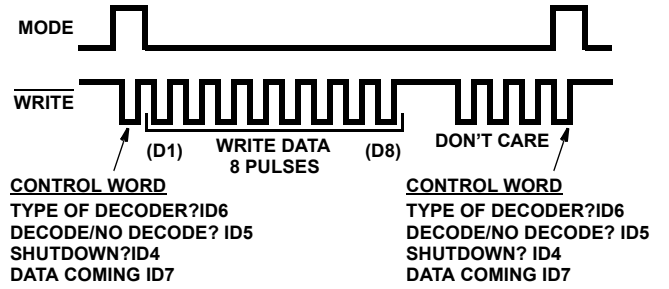 MODE
WRITE
(D1) WRITE DATA (D8)
8 PULSES
DON'T CARE
CONTROL WORD
TYPE OF DECODER?ID6
DECODE/NO DECODE? ID5
SHUTDOWN?ID4
DATA COMING ID7
CONTROL WORD
TYPE OF DECODER?ID6
DECODE/NO DECODE? ID5
SHUTDOWN? ID4
DATA COMING ID7